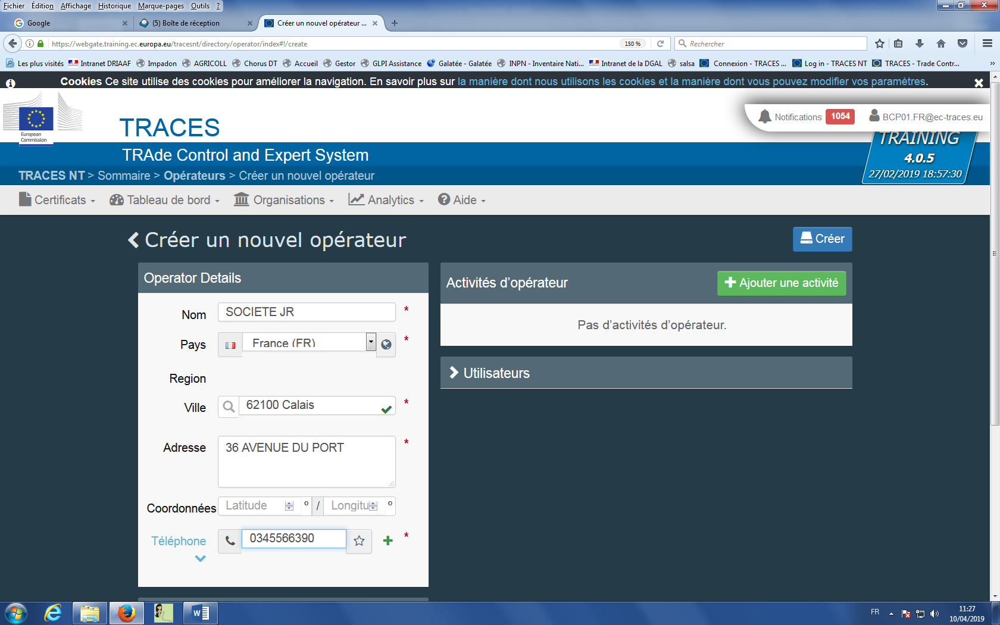 Fichier Édition Affichage Historique Marque-pages Outils ?
Google
(5) Boîte de réception
Créer un nouvel opérateur ...
https://webgate.training.ec.europa.eu/tracesnt/directory/operator/index#!/create
150 %
Rechercher
Les plus visités Intranet DRIAAF Impadon AGRICOLL Chorus DT Accueil Gestor GLPI Assistance Galatée - Galatée INPN - Inventaire Nati... Intranet de la DGAL salsa Connexion - TRACES ... Log in - TRACES NT TRACES - Trade Contr... »
Cookies Ce site utilise des cookies pour améliorer la navigation. En savoir plus sur la manière dont nous utilisons les cookies et la manière dont vous pouvez modifier vos paramètres.
European
Commission
TRACES
Notifications 1054 BCP01.FR@ec-traces.eu
TRAde Control and Expert System
TRAINING
4.0.5
27/02/2019 18:57:30
TRACES NT > Sommaire > Opérateurs > Créer un nouvel opérateur
Certificats Tableau de bord Organisations Analytics Aide
Créer un nouvel opérateur
Créer
Operator Details
Nom SOCIETE JR *
Pays France (FR) *
Region
Ville 62100 Calais *
Adresse 36 AVENUE DU PORT *
Coordonnées Latitude º / Longitu º
Téléphone 0345566390 *
Activités d’opérateur
Ajouter une activité
Pas d’activités d’opérateur.
Utilisateurs
FR
11:27
10/04/2019